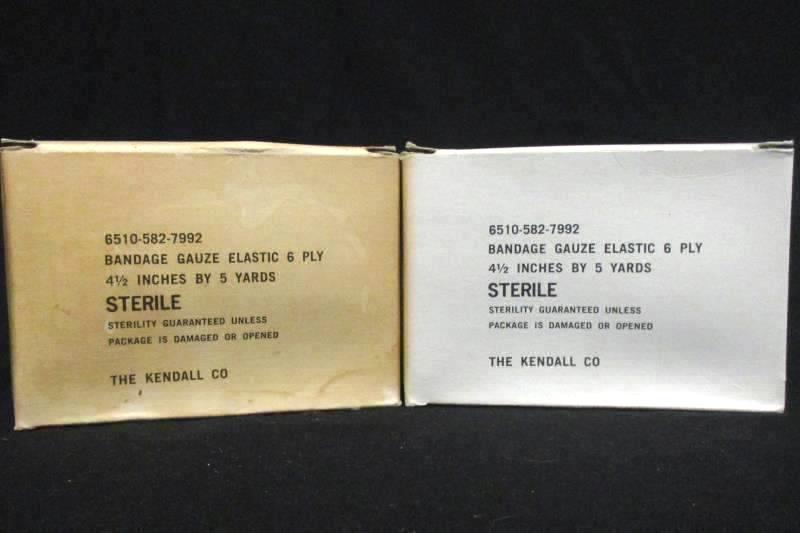 6510-582-7992
BANDAGE GAUZE ELASTIC 6 PLY
4½ INCHES BY 5 YARDS
STERILE
STERILITY GUARANTEED UNLESS
PACKAGE IS DAMAGED OR OPENED
THE KENDALL CO
6510-582-7992
BANDAGE GAUZE ELASTIC 6 PLY
4½ INCHES BY 5 YARDS
STERILE
STERILITY GUARANTEED UNLESS
PACKAGE IS DAMAGED OR OPENED
THE KENDALL CO